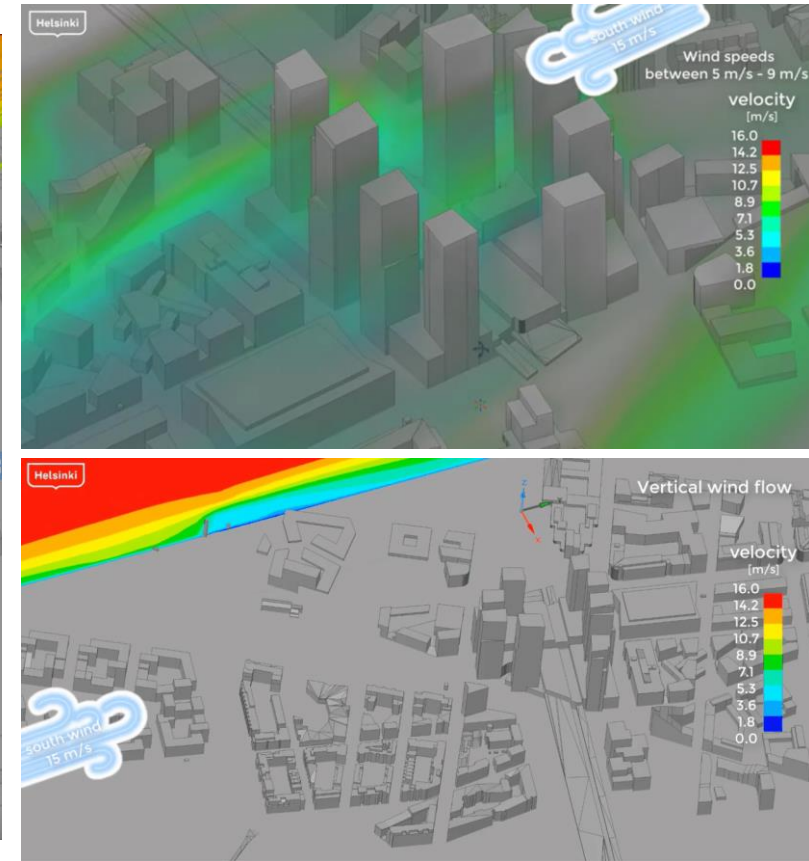 Helsinki
south wind
15 m/s
Wind speeds
between 5 m/s - 9 m/s
velocity
[m/s]
16.0
14.2
12.5
10.7
8.9
7.1
5.3
3.6
1.8
0.0
Helsinki
Vertical wind flow
Z
X
velocity
[m/s]
16.0
14.2
12.5
10.7
8.9
7.1
5.3
3.6
1.8
0.0
south wind
15 m/s